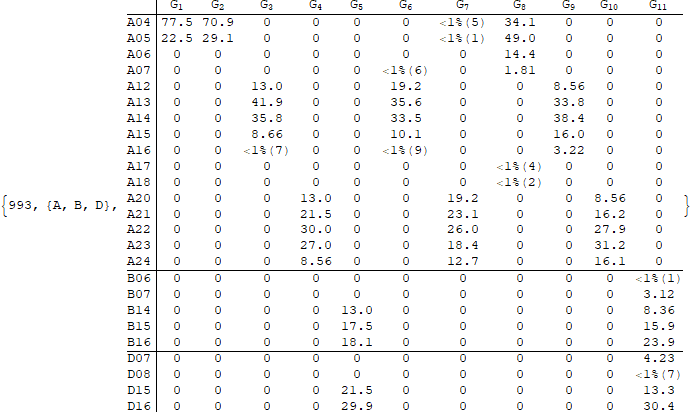 G1 G2 G3 G4 G5 G6 G7 G8 G9 G10 G11
A04 77.5 70.9 0 0 0 0 <1%(5) 34.1 0 0 0
A05 22.5 29.1 0 0 0 0 <1%(1) 49.0 0 0 0
A06 0 0 0 0 0 0 0 14.4 0 0 0
A07 0 0 0 0 0 <1%(6) 0 1.81 0 0 0
A12 0 0 13.0 0 0 19.2 0 0 8.56 0 0
A13 0 0 41.9 0 0 35.6 0 0 33.8 0 0
A14 0 0 35.8 0 0 33.5 0 0 38.4 0 0
A15 0 0 8.66 0 0 10.1 0 0 16.0 0 0
A16 0 0 <1%(7) 0 0 <1%(9) 0 0 3.22 0 0
A17 0 0 0 0 0 0 0 <1%(4) 0 0 0
A18 0 0 0 0 0 0 0 <1%(2) 0 0 0
{993, {A, B, D}, A20 0 0 0 13.0 0 0 19.2 0 0 8.56 0 }
A21 0 0 0 21.5 0 0 23.1 0 0 16.2 0
A22 0 0 0 30.0 0 0 26.0 0 0 27.9 0
A23 0 0 0 27.0 0 0 18.4 0 0 31.2 0
A24 0 0 0 8.56 0 0 12.7 0 0 16.1 0
B06 0 0 0 0 0 0 0 0 0 0 <1%(1)
B07 0 0 0 0 0 0 0 0 0 0 3.12
B14 0 0 0 0 13.0 0 0 0 0 0 8.36
B15 0 0 0 0 17.5 0 0 0 0 0 15.9
B16 0 0 0 0 18.1 0 0 0 0 0 23.9
D07 0 0 0 0 0 0 0 0 0 0 4.23
D08 0 0 0 0 0 0 0 0 0 0 <1%(7)
D15 0 0 0 0 21.5 0 0 0 0 0 13.3
D16 0 0 0 0 29.9 0 0 0 0 0 30.4